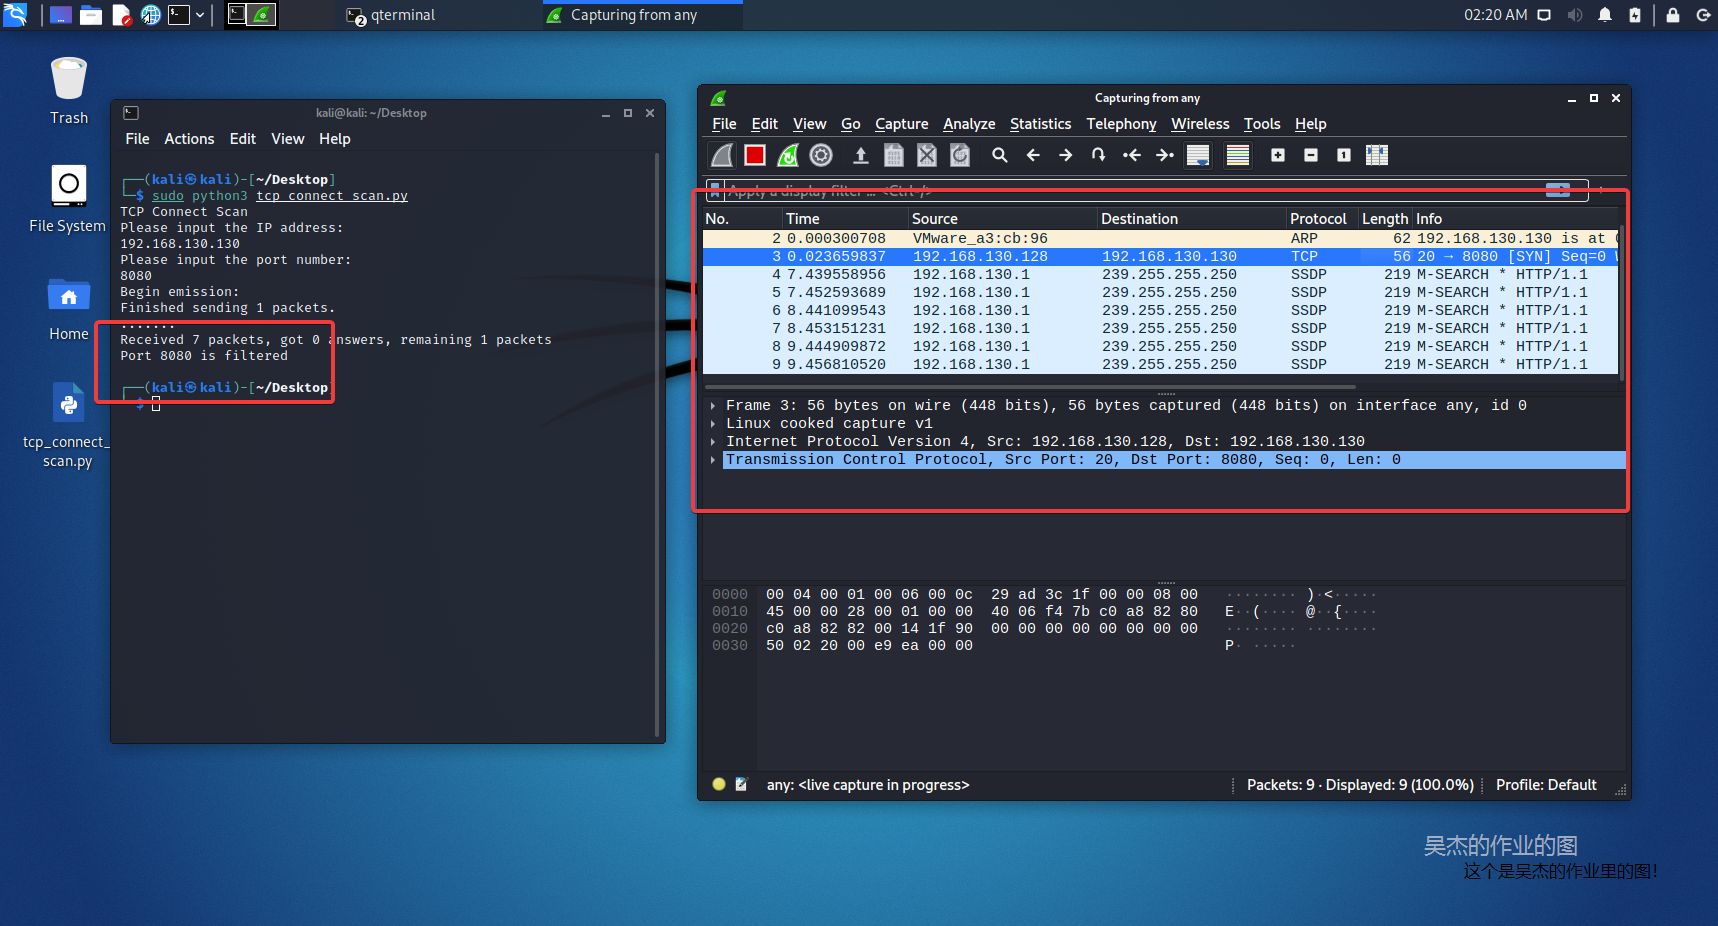 qterminal
Capturing from any
02:20 AM
Trash
File System
Home
tcp_connect_
scan.py
kali@kali: ~/Desktop
File Actions Edit View Help
(kali㉿kali)-[~/Desktop]
$ sudo python3 tcp_connect_scan.py
TCP Connect Scan
Please input the IP address:
192.168.130.130
Please input the port number:
8080
Begin emission:
Finished sending 1 packets.
.......
Received 7 packets, got 0 answers, remaining 1 packets
Port 8080 is filtered
(kali㉿kali)-[~/Desktop]
$
Capturing from any
File Edit View Go Capture Analyze Statistics Telephony Wireless Tools Help
Apply a display filter ... <Ctrl-/>
No. Time Source Destination Protocol Length Info
2 0.000300708 VMware_a3:cb:96 ARP 62 192.168.130.130 is at
3 0.023659837 192.168.130.128 192.168.130.130 TCP 56 20 → 8080 [SYN] Seq=0
4 7.439558956 192.168.130.1 239.255.255.250 SSDP 219 M-SEARCH * HTTP/1.1
5 7.452593689 192.168.130.1 239.255.255.250 SSDP 219 M-SEARCH * HTTP/1.1
6 8.441099543 192.168.130.1 239.255.255.250 SSDP 219 M-SEARCH * HTTP/1.1
7 8.453151231 192.168.130.1 239.255.255.250 SSDP 219 M-SEARCH * HTTP/1.1
8 9.444909872 192.168.130.1 239.255.255.250 SSDP 219 M-SEARCH * HTTP/1.1
9 9.456810520 192.168.130.1 239.255.255.250 SSDP 219 M-SEARCH * HTTP/1.1
Frame 3: 56 bytes on wire (448 bits), 56 bytes captured (448 bits) on interface any, id 0
Linux cooked capture v1
Internet Protocol Version 4, Src: 192.168.130.128, Dst: 192.168.130.130
Transmission Control Protocol, Src Port: 20, Dst Port: 8080, Seq: 0, Len: 0
0000 00 04 00 01 00 06 00 0c 29 ad 3c 1f 00 00 08 00 ········ )·<·····
0010 45 00 00 28 00 01 00 00 40 06 f4 7b c0 a8 82 80 E··(···· @··{····
0020 c0 a8 82 82 00 14 1f 90 00 00 00 00 00 00 00 00 ········ ········
0030 50 02 20 00 e9 ea 00 00 P· ·····
any: <live capture in progress>
Packets: 9 · Displayed: 9 (100.0%)
Profile: Default
吴杰的作业的图
这个是吴杰的作业里的图!